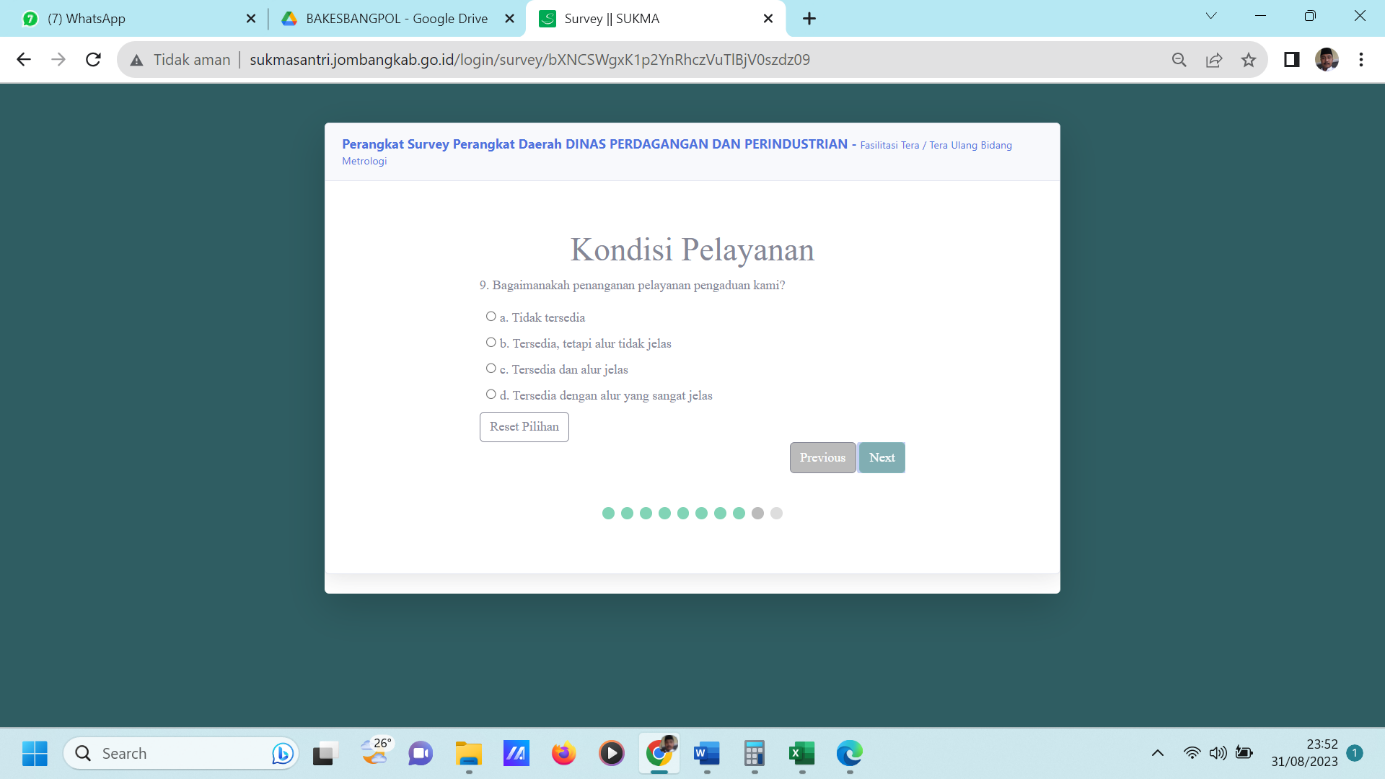 (7) WhatsApp
BAKESBANGPOL - Google Drive
Survey || SUKMA
Tidak aman
sukmasantri.jombangkab.go.id/login/survey/bXNCSWgxK1p2YnRhczVuTlBjV0szdz09
Perangkat Survey Perangkat Daerah DINAS PERDAGANGAN DAN PERINDUSTRIAN - Fasilitasi Tera / Tera Ulang Bidang
Metrologi
Kondisi Pelayanan
9. Bagaimanakah penanganan pelayanan pengaduan kami?
a. Tidak tersedia
b. Tersedia, tetapi alur tidak jelas
c. Tersedia dan alur jelas
d. Tersedia dengan alur yang sangat jelas
Reset Pilihan
Previous
Next
Search
26°
23:52
31/08/2023
1